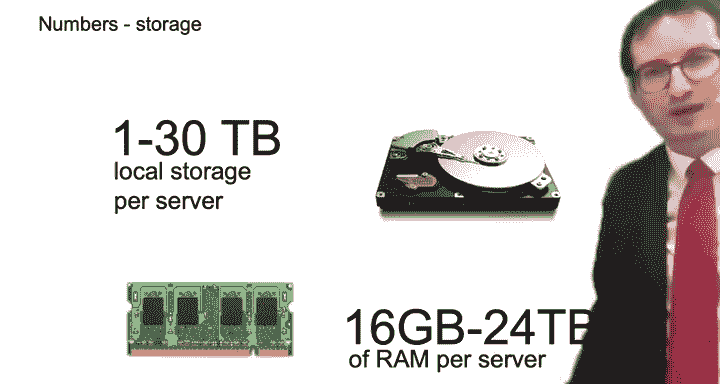 Numbers - storage
1-30 TB
local storage
per server
16GB-24TB
of RAM per server